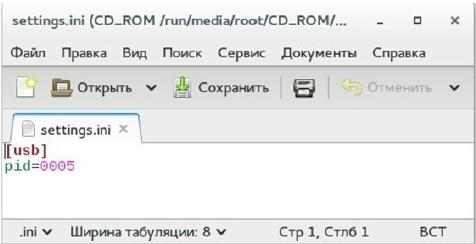 settings.ini (CD_ROM /run/media/root/CD_ROM/...
Файл Правка Вид Поиск Сервис Документы Справка
Открыть Сохранить Отменить
settings.ini
[usb]
pid=0005
.ini Ширина табуляции: 8 Стр 1, Стлб 1 ВСТ